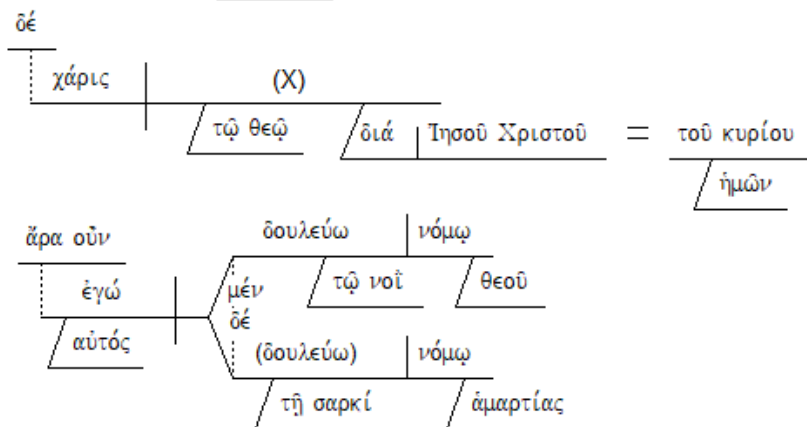 δέ
χάρις (X)
τῷ θεῷ διά Ἰησοῦ Χριστοῦ = τοῦ κυρίου
ἡμῶν
ἄρα οὖν δουλεύω νόμῳ
ἐγώ μέν τῷ νοῒ θεοῦ
αὐτός δέ
(δουλεύω) νόμῳ
τῇ σαρκί ἁμαρτίας